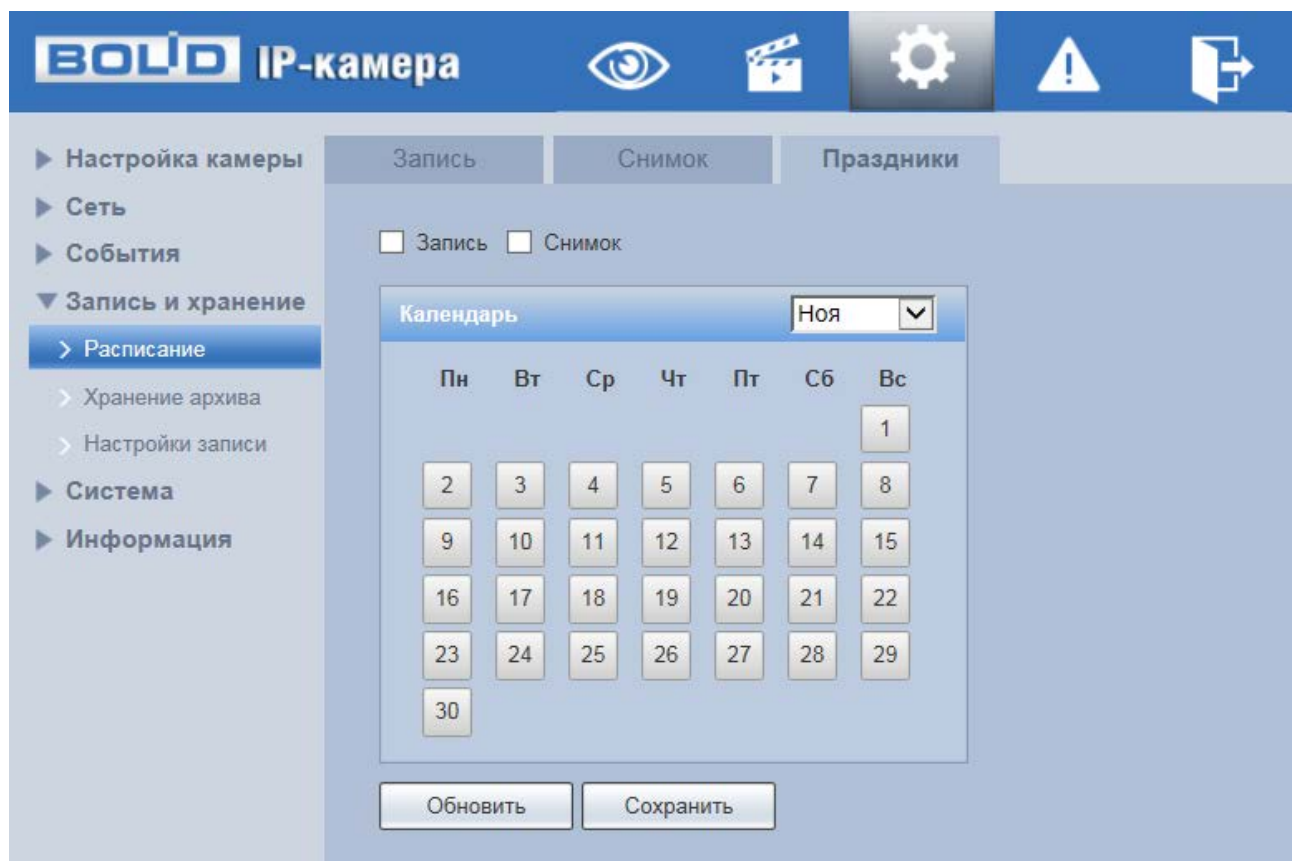 BOLID IP-камера
Настройка камеры
Сеть
События
Запись и хранение
Расписание
Хранение архива
Настройки записи
Система
Информация
Запись Снимок Праздники
Запись Снимок
Календарь Ноя
Пн Вт Ср Чт Пт Сб Вс
1
2 3 4 5 6 7 8
9 10 11 12 13 14 15
16 17 18 19 20 21 22
23 24 25 26 27 28 29
30
Обновить Сохранить